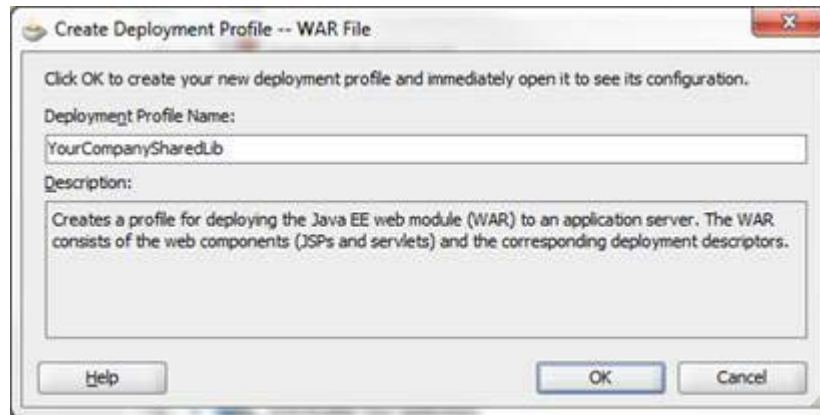 Create Deployment Profile -- WAR File
Click OK to create your new deployment profile and immediately open it to see its configuration.
Deployment Profile Name:
YourCompanySharedLib
Description:
Creates a profile for deploying the Java EE web module (WAR) to an application server. The WAR
consists of the web components (JSPs and servlets) and the corresponding deployment descriptors.
Help
OK
Cancel